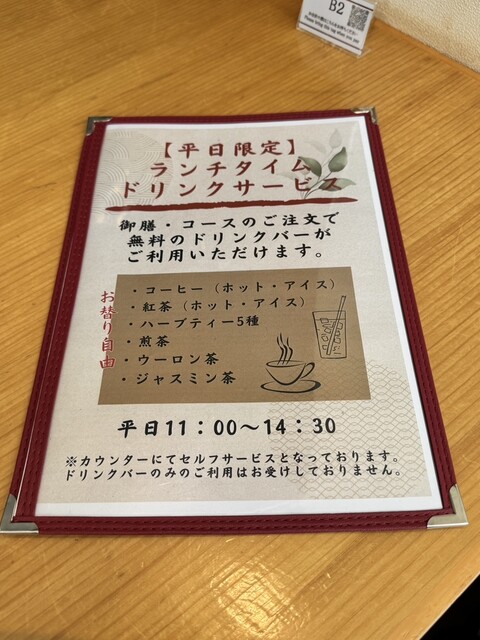 B2
【平日限定】
ランチタイム
ドリンクサービス
御膳・コースのご注文で
無料のドリンクバーが
ご利用いただけます。
お替り自由
・コーヒー（ホット・アイス）
・紅茶（ホット・アイス）
・ハーブティー5種
・煎茶
・ウーロン茶
・ジャスミン茶
平日11：00～14：30
※カウンターにてセルフサービスとなっております。
ドリンクバーのみのご利用はお受けしておりません。